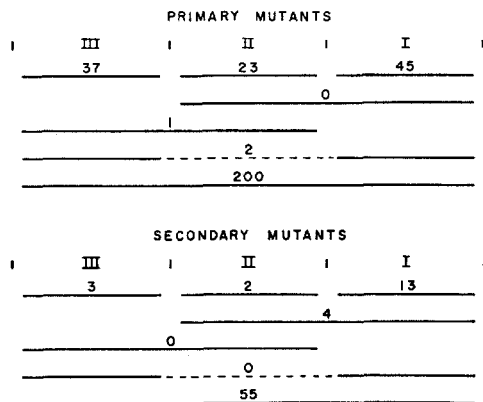 PRIMARY MUTANTS
III II I
37 23 45
0
1
2
200
SECONDARY MUTANTS
III II I
3 2 13
4
0
0
55